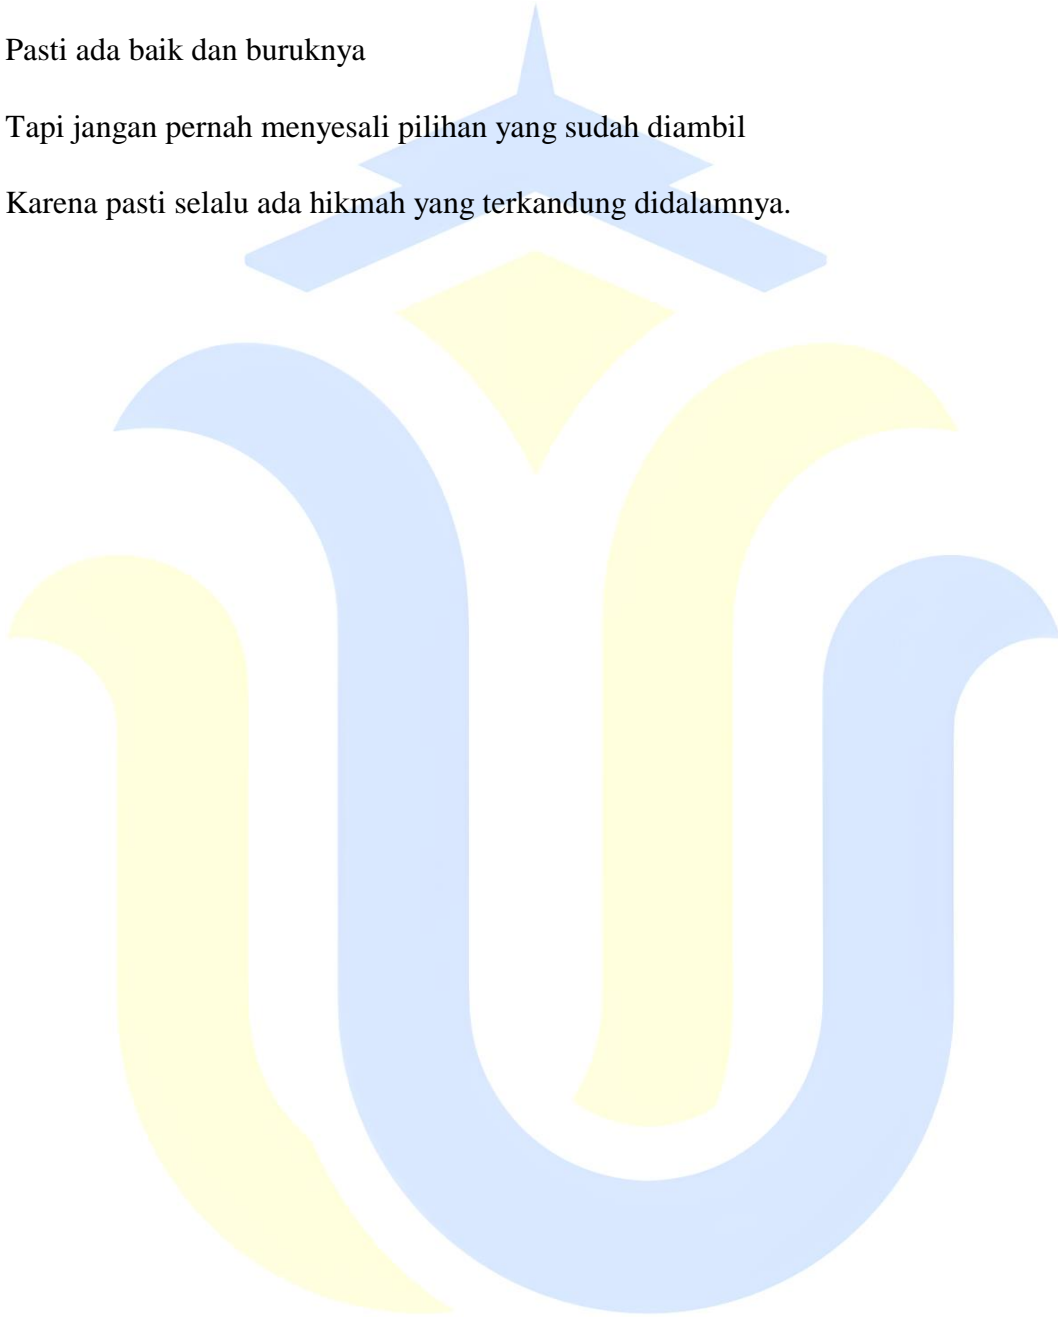 Pasti ada baik dan buruknya
Tapi jangan pernah menyesali pilihan yang sudah diambil
Karena pasti selalu ada hikmah yang terkandung didalamnya.